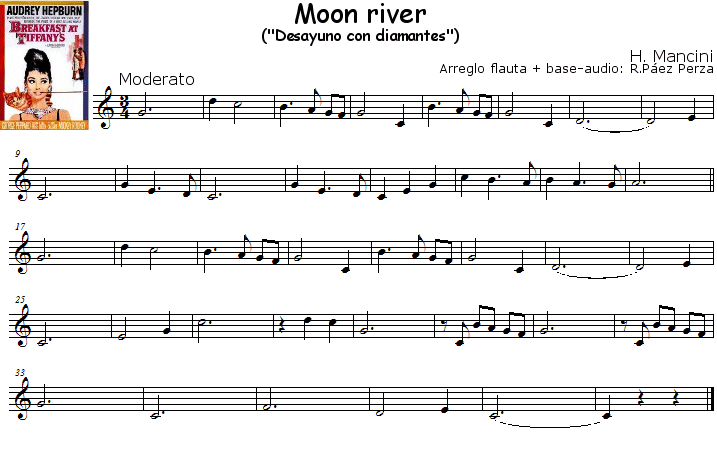 AUDREY HEPBURN
BREAKFAST AT
TIFFANY'S
Moon river
("Desayuno con diamantes")
H. Mancini
Arreglo flauta + base-audio: R.Páez Perza
Moderato
3
4
9
17
25
33